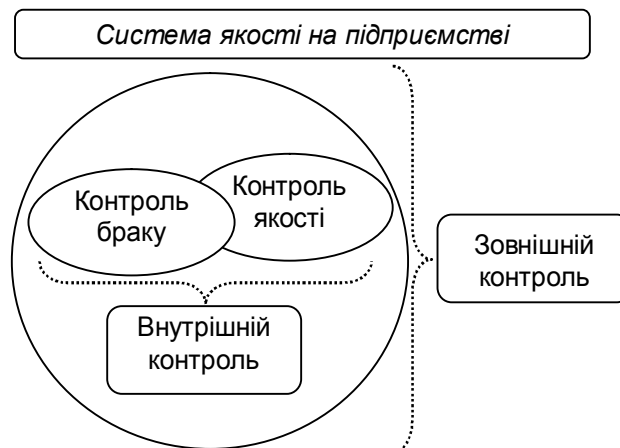 Система якості на підприємстві
Контроль
якості
Контроль
браку
Зовнішній
контроль
Внутрішній
контроль